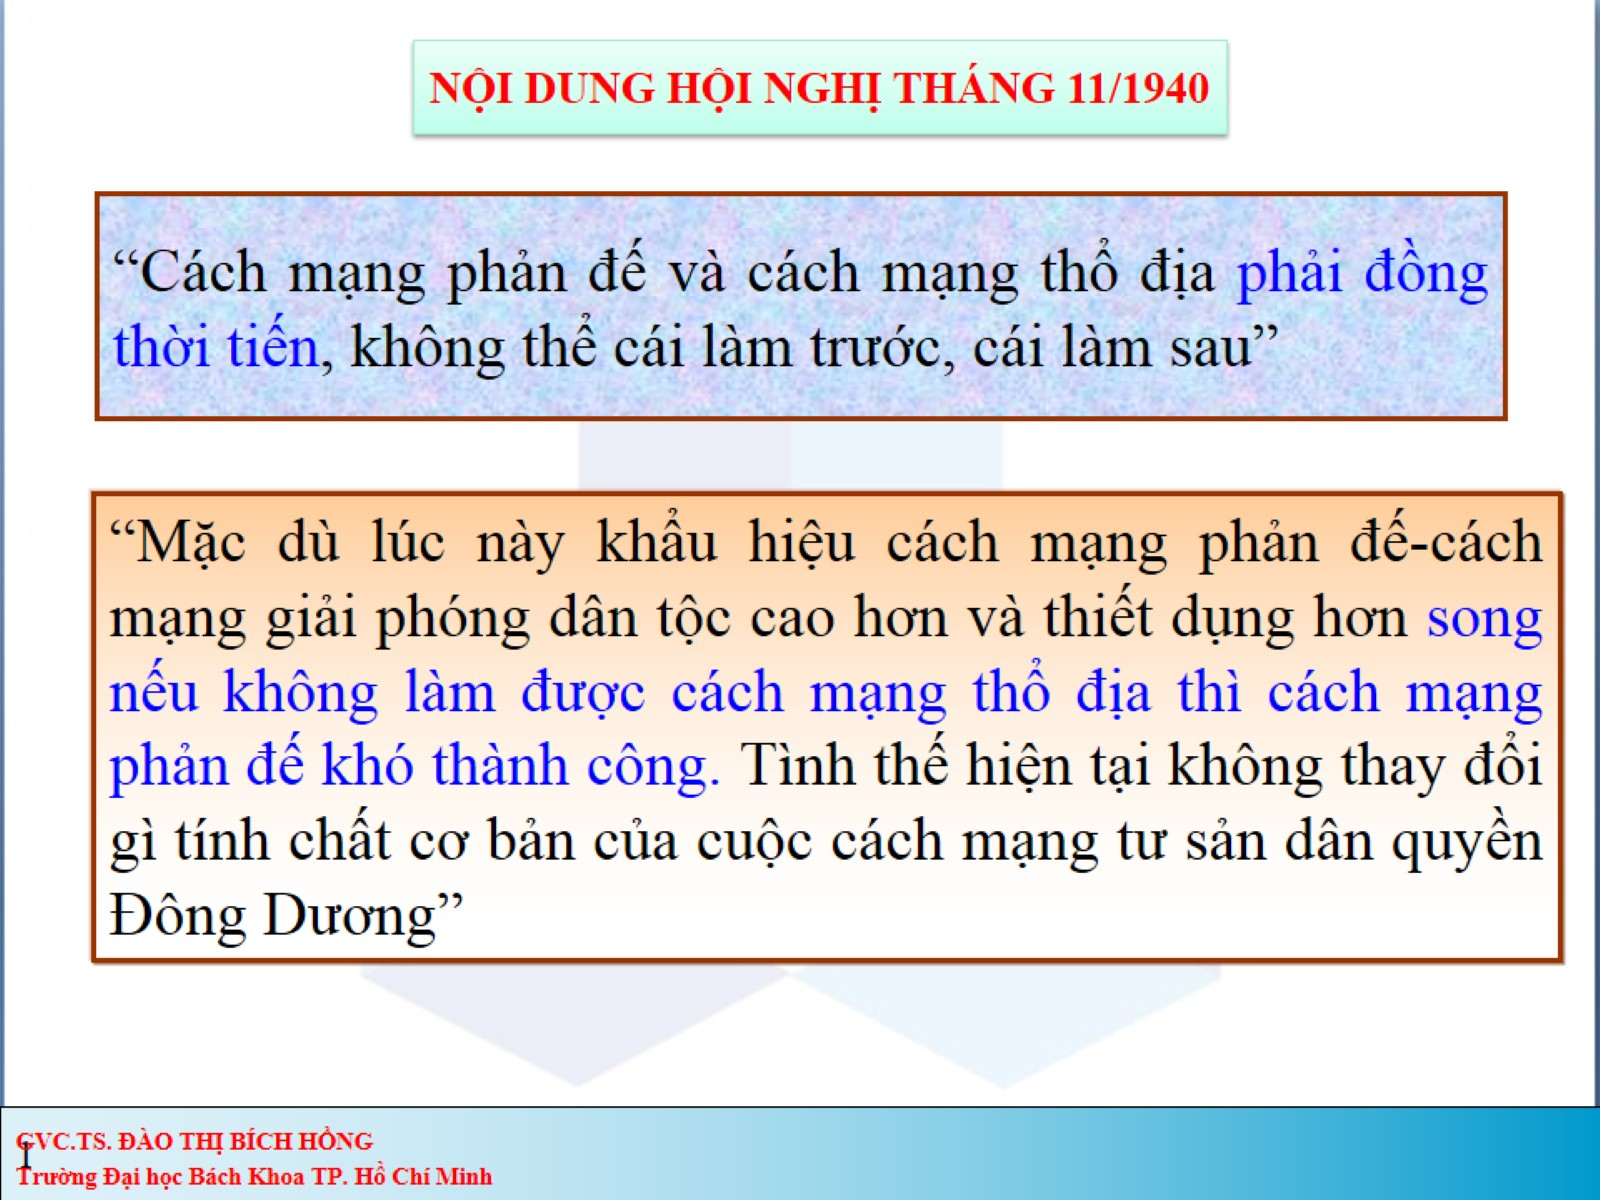 NỘI DUNG HỘI NGHỊ THÁNG 11/1940
“Cách mạng phản đế và cách mạng thổ địa phải đồng
thời tiến, không thể cái làm trước, cái làm sau”
“Mặc dù lúc này khẩu hiệu cách mạng phản đế-cách
mạng giải phóng dân tộc cao hơn và thiết dụng hơn song
nếu không làm được cách mạng thổ địa thì cách mạng
phản đế khó thành công. Tình thế hiện tại không thay đổi
gì tính chất cơ bản của cuộc cách mạng tư sản dân quyền
Đông Dương”
GVC.TS. ĐÀO THỊ BÍCH HỒNG
1
Trường Đại học Bách Khoa TP. Hồ Chí Minh